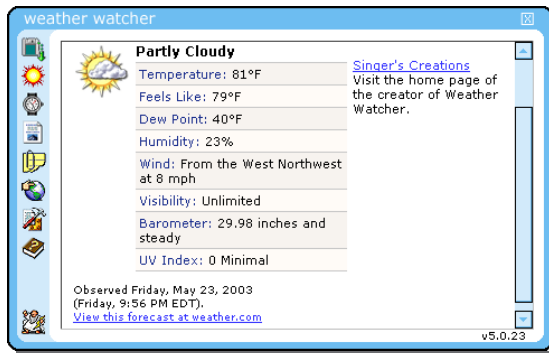 weather watcher
Partly Cloudy
Temperature: 81°F
Feels Like: 79°F
Dew Point: 40°F
Humidity: 23%
Wind: From the West Northwest
at 8 mph
Visibility: Unlimited
Barometer: 29.98 inches and
steady
UV Index: 0 Minimal
Singer's Creations
Visit the home page of
the creator of Weather
Watcher.
Observed Friday, May 23, 2003
(Friday, 9:56 PM EDT).
View this forecast at weather.com
v5.0.23